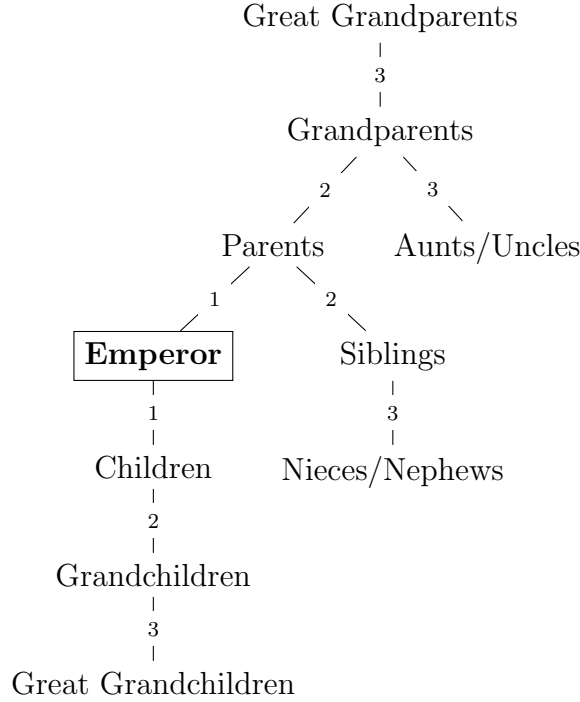 Great Grandparents
3
Grandparents
2 3
Parents Aunts/Uncles
1 2
Emperor Siblings
1 3
Children Nieces/Nephews
2
Grandchildren
3
Great Grandchildren